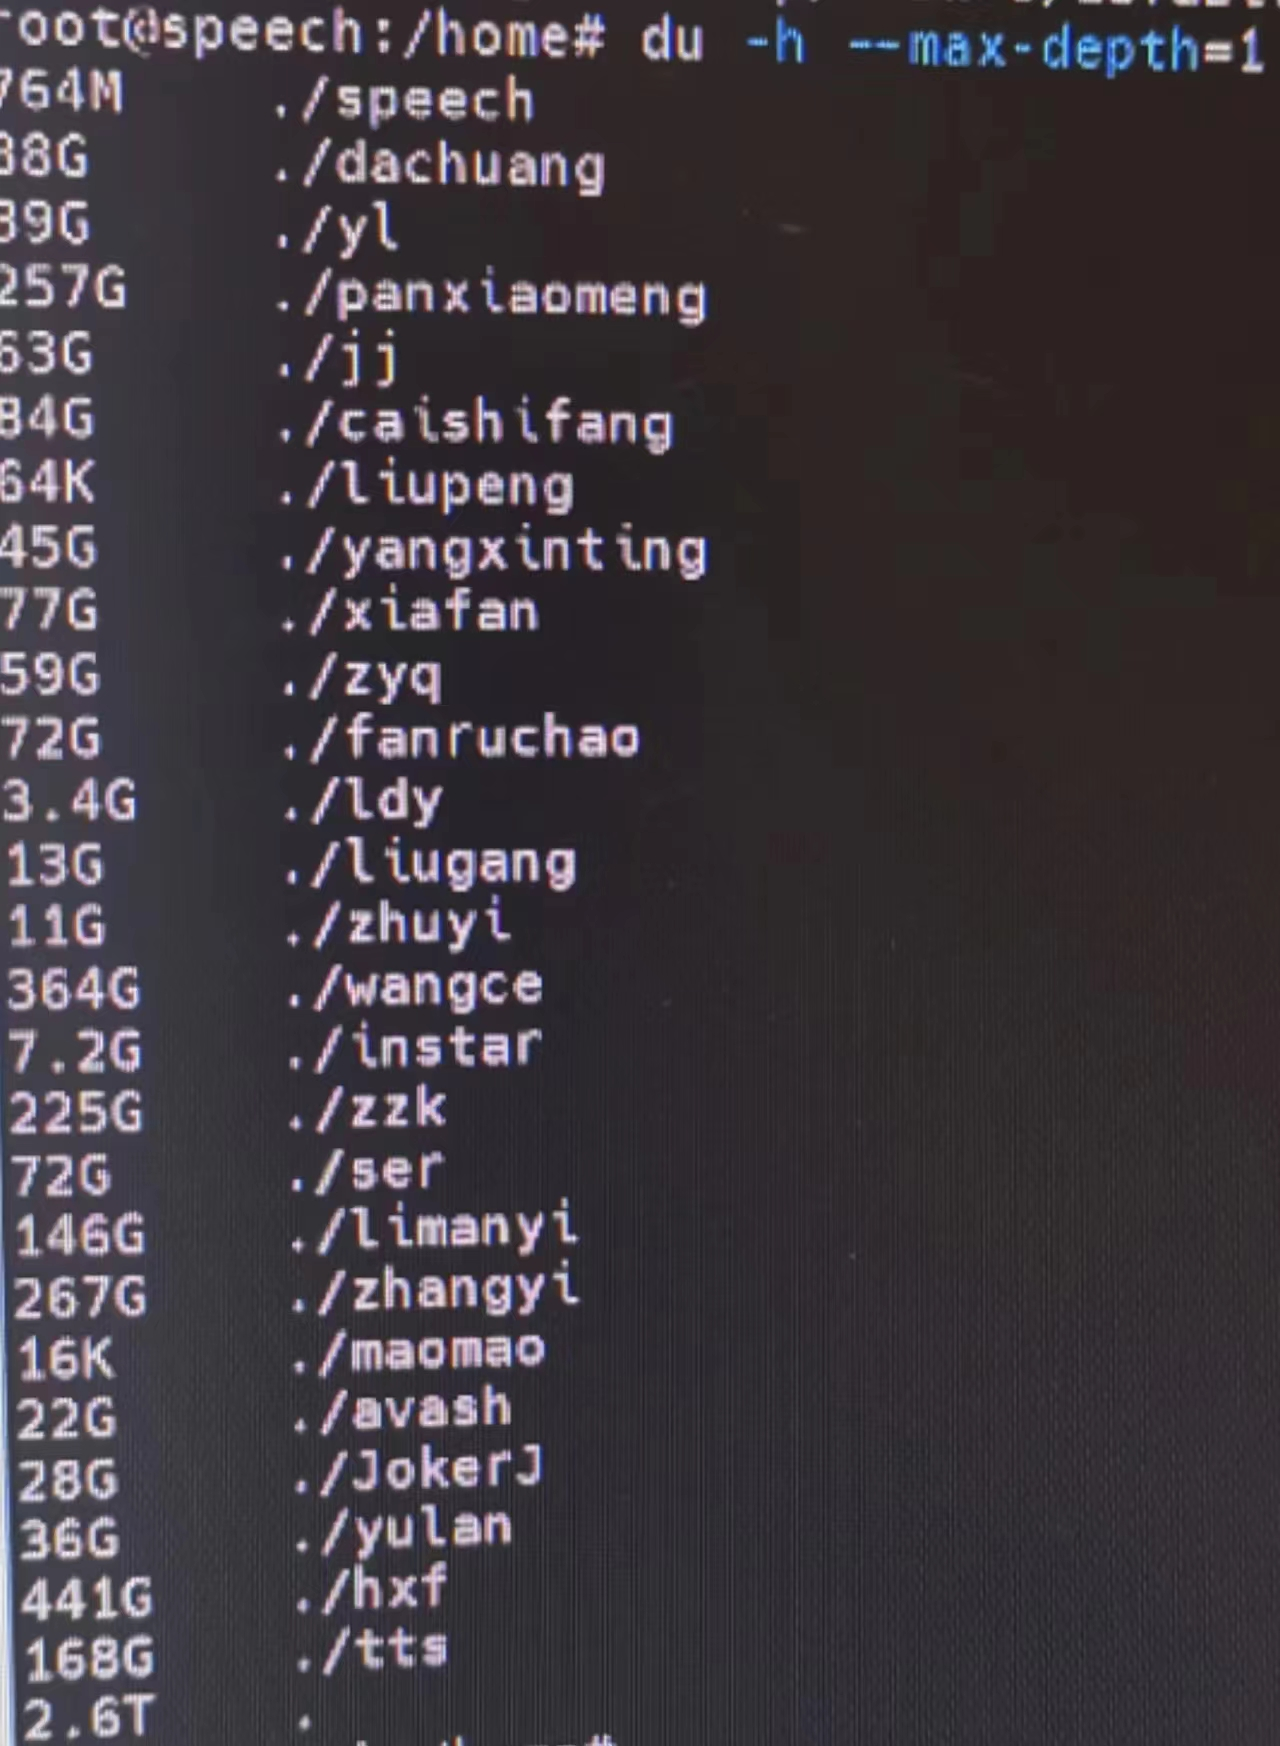 root@speech:/home# du -h --max-depth=1
764M ./speech
38G ./dachuang
39G ./yl
257G ./panxiaomeng
63G ./jj
84G ./caishifang
64K ./liupeng
45G ./yangxinting
77G ./xiafan
59G ./zyq
72G ./fanruchao
3.4G ./ldy
13G ./liugang
11G ./zhuyi
364G ./wangce
7.2G ./instar
225G ./zzk
72G ./ser
146G ./limanyi
267G ./zhangyi
16K ./maomao
22G ./avash
28G ./JokerJ
36G ./yulan
441G ./hxf
168G ./tts
2.6T .